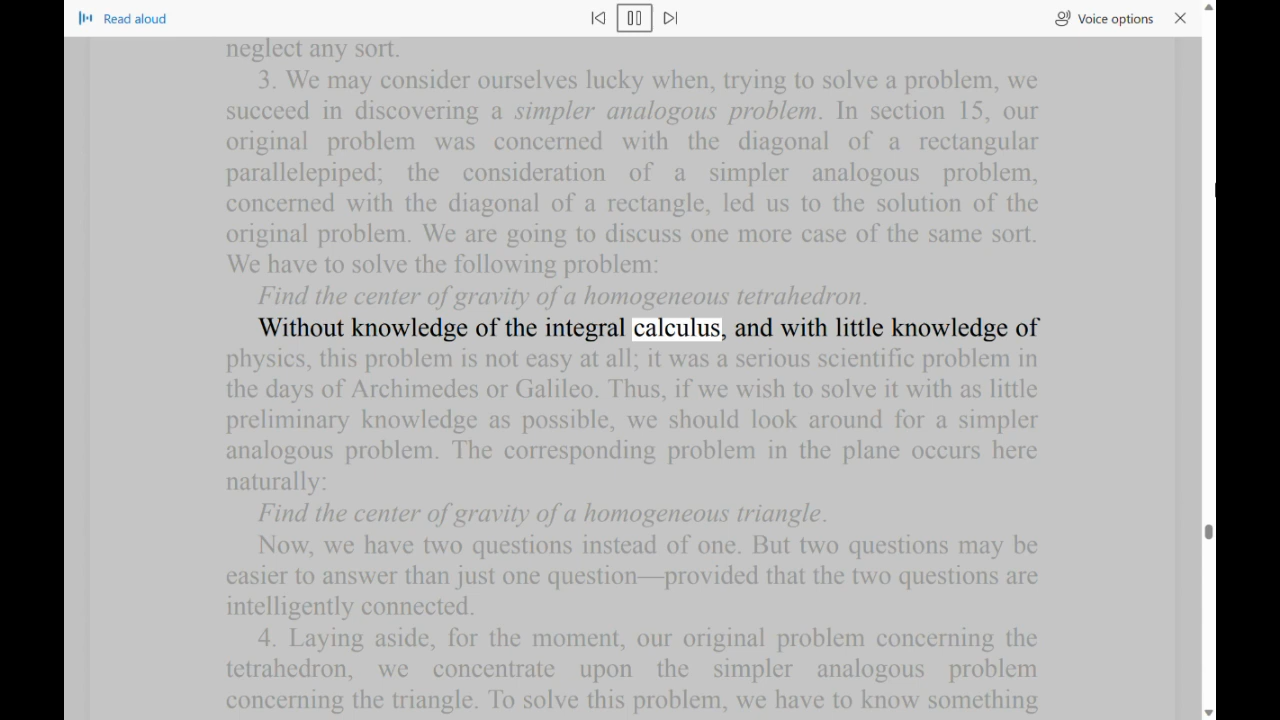 Read aloud
Voice options
neglect any sort.
3. We may consider ourselves lucky when, trying to solve a problem, we
succeed in discovering a simpler analogous problem. In section 15, our
original problem was concerned with the diagonal of a rectangular
parallelepiped; the consideration of a simpler analogous problem,
concerned with the diagonal of a rectangle, led us to the solution of the
original problem. We are going to discuss one more case of the same sort.
We have to solve the following problem:
Find the center of gravity of a homogeneous tetrahedron.
Without knowledge of the integral calculus, and with little knowledge of
physics, this problem is not easy at all; it was a serious scientific problem in
the days of Archimedes or Galileo. Thus, if we wish to solve it with as little
preliminary knowledge as possible, we should look around for a simpler
analogous problem. The corresponding problem in the plane occurs here
naturally:
Find the center of gravity of a homogeneous triangle.
Now, we have two questions instead of one. But two questions may be
easier to answer than just one question—provided that the two questions are
intelligently connected.
4. Laying aside, for the moment, our original problem concerning the
tetrahedron, we concentrate upon the simpler analogous problem
concerning the triangle. To solve this problem, we have to know something